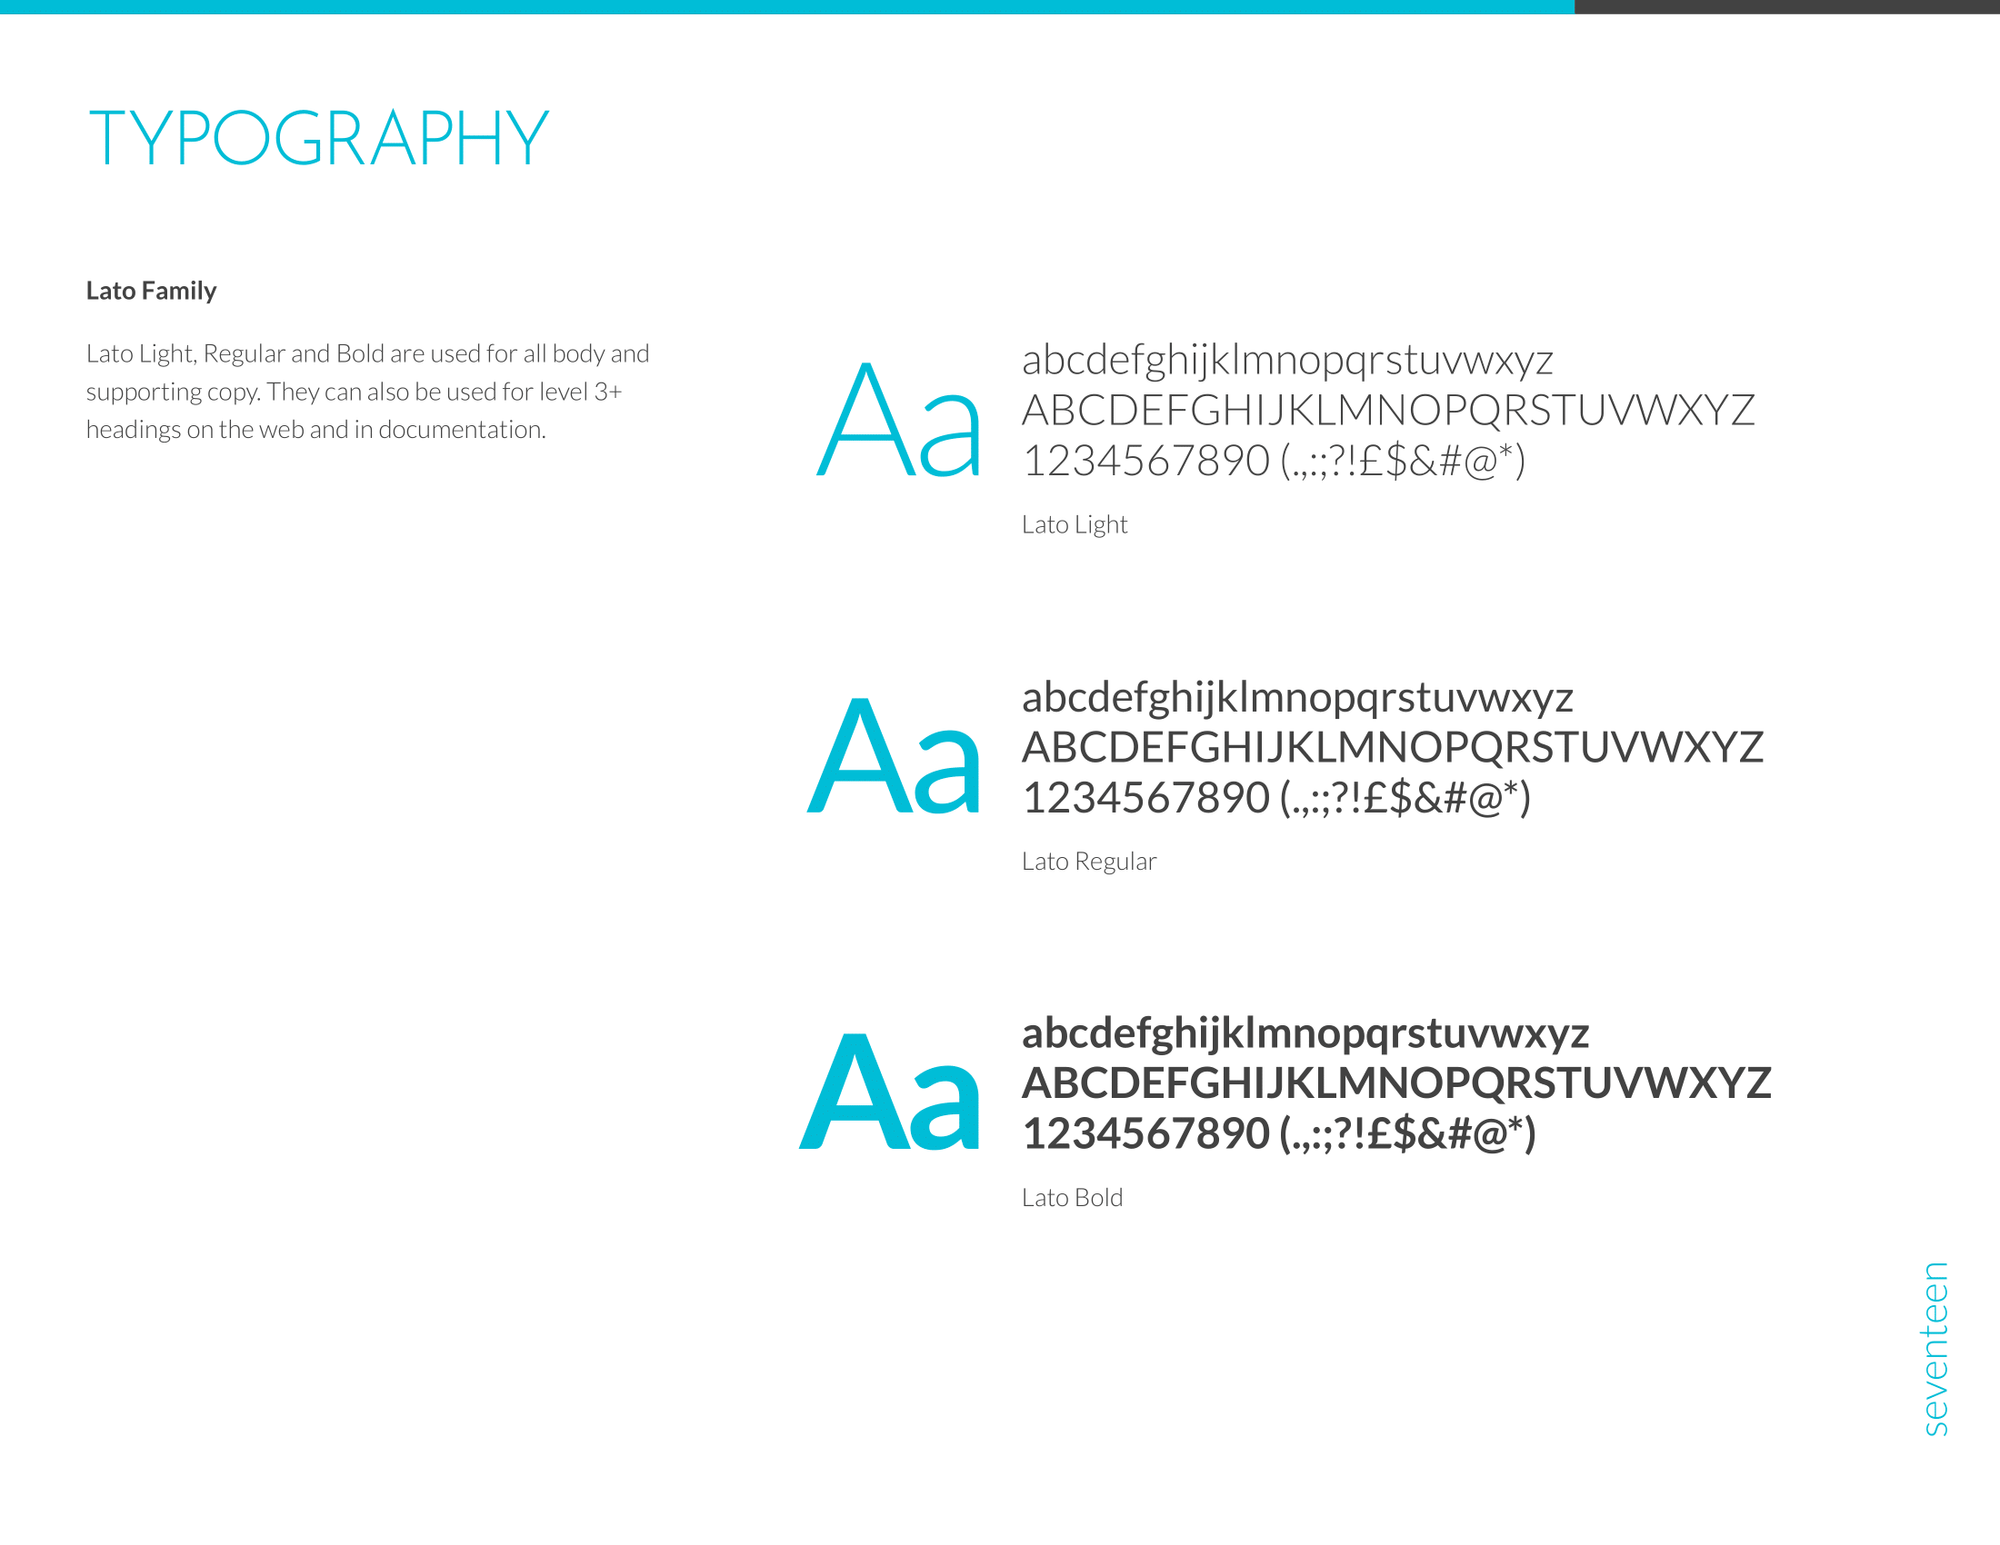 TYPOGRAPHY
Lato Family
Lato Light, Regular and Bold are used for all body and
supporting copy. They can also be used for level 3+
headings on the web and in documentation.
Aa
abcdefghijklmnopqrstuvwxyz
ABCDEFGHIJKLMNOPQRSTUVWXYZ
1234567890 (.,:;?!£$&#@*)
Lato Light
Aa
abcdefghijklmnopqrstuvwxyz
ABCDEFGHIJKLMNOPQRSTUVWXYZ
1234567890 (.,:;?!£$&#@*)
Lato Regular
Aa
abcdefghijklmnopqrstuvwxyz
ABCDEFGHIJKLMNOPQRSTUVWXYZ
1234567890 (.,:;?!£$&#@*)
Lato Bold
seventeen